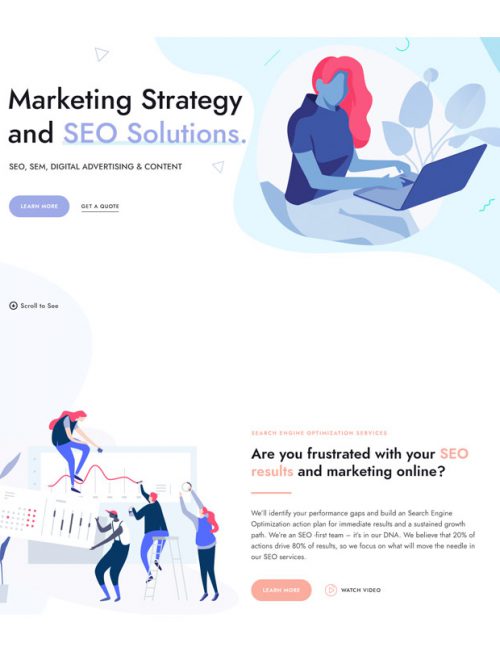 Marketing Strategy
and SEO Solutions.
SEO, SEM, DIGITAL ADVERTISING & CONTENT
LEARN MORE
GET A QUOTE
Scroll to See
SEARCH ENGINE OPTIMIZATION SERVICES
Are you frustrated with your SEO
results and marketing online?
We'll identify your performance gaps and build an Search Engine
Optimization action plan for immediate results and a sustained growth
path. We're an SEO -first team – it's in our DNA. We believe that 20% of
actions drive 80% of results, so we focus on what will move the needle in
our SEO services.
LEARN MORE
WATCH VIDEO